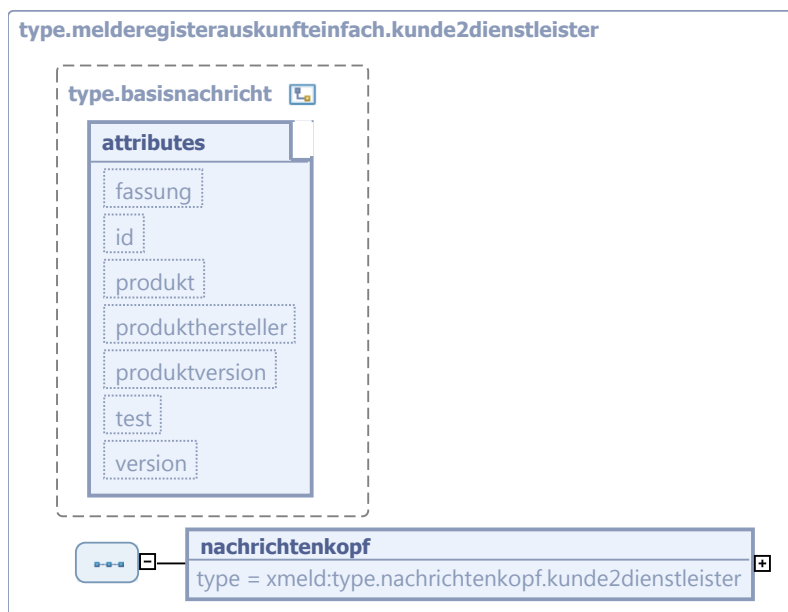 type.melderegisterauskunfteinfach.kunde2dienstleister
type.basisnachricht
attributes
fassung
id
produkt
produkthersteller
produktversion
test
version
nachrichtenkopf
type = xmeld:type.nachrichtenkopf.kunde2dienstleister